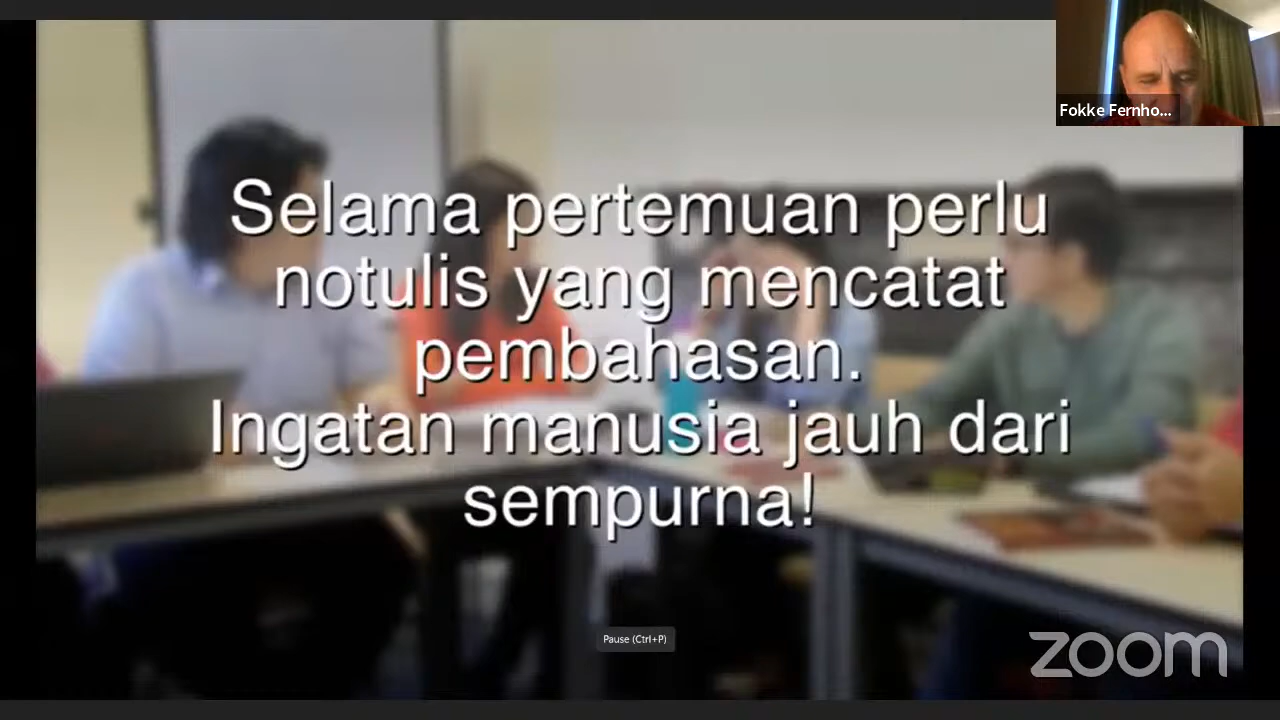 Fokke Fernho...
Selama pertemuan perlu
notulis yang mencatat
pembahasan.
Ingatan manusia jauh dari
sempurna!
Pause (Ctrl+P)
zoom